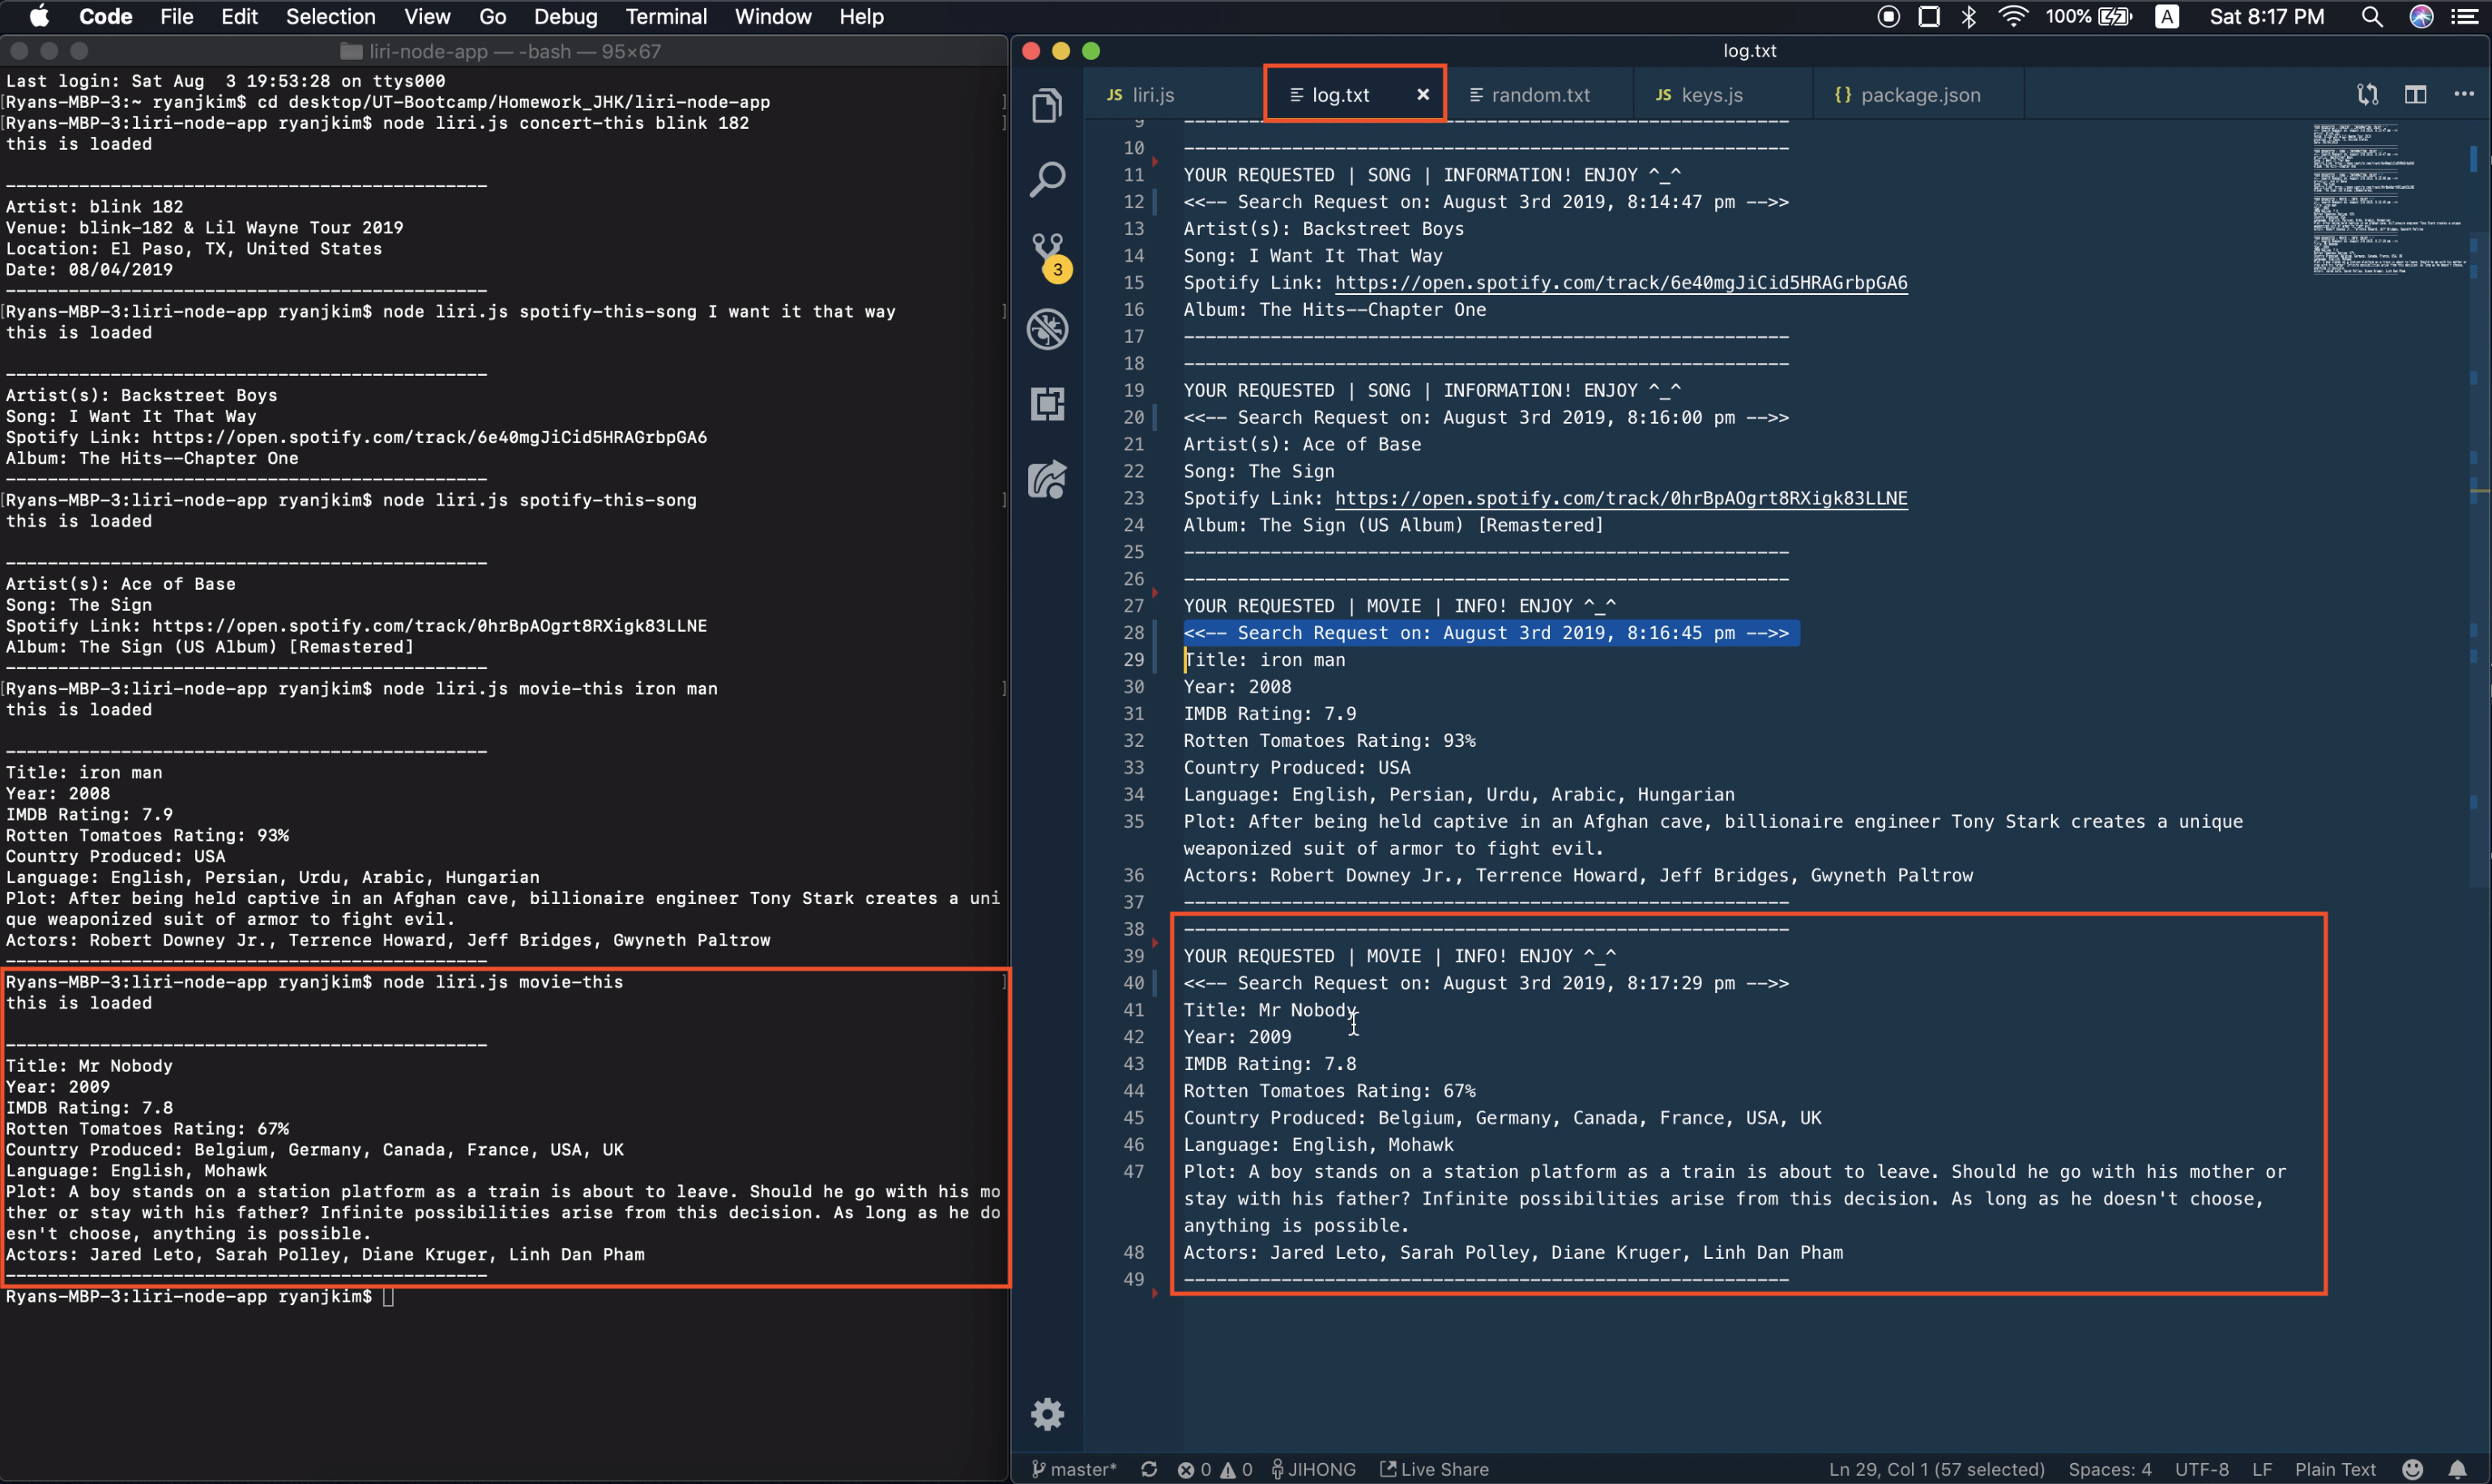 Code File Edit Selection View Go Debug Terminal Window Help 100% A Sat 8:17 PM
liri-node-app — -bash — 95×67
Last login: Sat Aug  3 19:53:28 on ttys000
[Ryans-MBP-3:~ ryanjkim$ cd desktop/UT-Bootcamp/Homework_JHK/liri-node-app ]
[Ryans-MBP-3:liri-node-app ryanjkim$ node liri.js concert-this blink 182 ]
this is loaded
----------------------------------------------
Artist: blink 182
Venue: blink-182 & Lil Wayne Tour 2019
Location: El Paso, TX, United States
Date: 08/04/2019
----------------------------------------------
[Ryans-MBP-3:liri-node-app ryanjkim$ node liri.js spotify-this-song I want it that way ]
this is loaded
----------------------------------------------
Artist(s): Backstreet Boys
Song: I Want It That Way
Spotify Link: https://open.spotify.com/track/6e40mgJiCid5HRAGrbpGA6
Album: The Hits--Chapter One
----------------------------------------------
[Ryans-MBP-3:liri-node-app ryanjkim$ node liri.js spotify-this-song ]
this is loaded
----------------------------------------------
Artist(s): Ace of Base
Song: The Sign
Spotify Link: https://open.spotify.com/track/0hrBpAOgrt8RXigk83LLNE
Album: The Sign (US Album) [Remastered]
----------------------------------------------
[Ryans-MBP-3:liri-node-app ryanjkim$ node liri.js movie-this iron man ]
this is loaded
----------------------------------------------
Title: iron man
Year: 2008
IMDB Rating: 7.9
Rotten Tomatoes Rating: 93%
Country Produced: USA
Language: English, Persian, Urdu, Arabic, Hungarian
Plot: After being held captive in an Afghan cave, billionaire engineer Tony Stark creates a uni
que weaponized suit of armor to fight evil.
Actors: Robert Downey Jr., Terrence Howard, Jeff Bridges, Gwyneth Paltrow
----------------------------------------------
Ryans-MBP-3:liri-node-app ryanjkim$ node liri.js movie-this ]
this is loaded
----------------------------------------------
Title: Mr Nobody
Year: 2009
IMDB Rating: 7.8
Rotten Tomatoes Rating: 67%
Country Produced: Belgium, Germany, Canada, France, USA, UK
Language: English, Mohawk
Plot: A boy stands on a station platform as a train is about to leave. Should he go with his mo
ther or stay with his father? Infinite possibilities arise from this decision. As long as he do
esn't choose, anything is possible.
Actors: Jared Leto, Sarah Polley, Diane Kruger, Linh Dan Pham
----------------------------------------------
Ryans-MBP-3:liri-node-app ryanjkim$
log.txt
JS liri.js log.txt × random.txt JS keys.js {} package.json
3
9 --------------------------------------------------------
10 --------------------------------------------------------
11 YOUR REQUESTED | SONG | INFORMATION! ENJOY ^_^
12 <<-- Search Request on: August 3rd 2019, 8:14:47 pm -->>
13 Artist(s): Backstreet Boys
14 Song: I Want It That Way
15 Spotify Link: https://open.spotify.com/track/6e40mgJiCid5HRAGrbpGA6
16 Album: The Hits--Chapter One
17 --------------------------------------------------------
18 --------------------------------------------------------
19 YOUR REQUESTED | SONG | INFORMATION! ENJOY ^_^
20 <<-- Search Request on: August 3rd 2019, 8:16:00 pm -->>
21 Artist(s): Ace of Base
22 Song: The Sign
23 Spotify Link: https://open.spotify.com/track/0hrBpAOgrt8RXigk83LLNE
24 Album: The Sign (US Album) [Remastered]
25 --------------------------------------------------------
26 --------------------------------------------------------
27 YOUR REQUESTED | MOVIE | INFO! ENJOY ^_^
28 <<-- Search Request on: August 3rd 2019, 8:16:45 pm -->>
29 Title: iron man
30 Year: 2008
31 IMDB Rating: 7.9
32 Rotten Tomatoes Rating: 93%
33 Country Produced: USA
34 Language: English, Persian, Urdu, Arabic, Hungarian
35 Plot: After being held captive in an Afghan cave, billionaire engineer Tony Stark creates a unique
weaponized suit of armor to fight evil.
36 Actors: Robert Downey Jr., Terrence Howard, Jeff Bridges, Gwyneth Paltrow
37 --------------------------------------------------------
38 --------------------------------------------------------
39 YOUR REQUESTED | MOVIE | INFO! ENJOY ^_^
40 <<-- Search Request on: August 3rd 2019, 8:17:29 pm -->>
41 Title: Mr Nobody
42 Year: 2009
43 IMDB Rating: 7.8
44 Rotten Tomatoes Rating: 67%
45 Country Produced: Belgium, Germany, Canada, France, USA, UK
46 Language: English, Mohawk
47 Plot: A boy stands on a station platform as a train is about to leave. Should he go with his mother or
stay with his father? Infinite possibilities arise from this decision. As long as he doesn't choose,
anything is possible.
48 Actors: Jared Leto, Sarah Polley, Diane Kruger, Linh Dan Pham
49 --------------------------------------------------------
master* 0 0 JIHONG Live Share Ln 29, Col 1 (57 selected) Spaces: 4 UTF-8 LF Plain Text